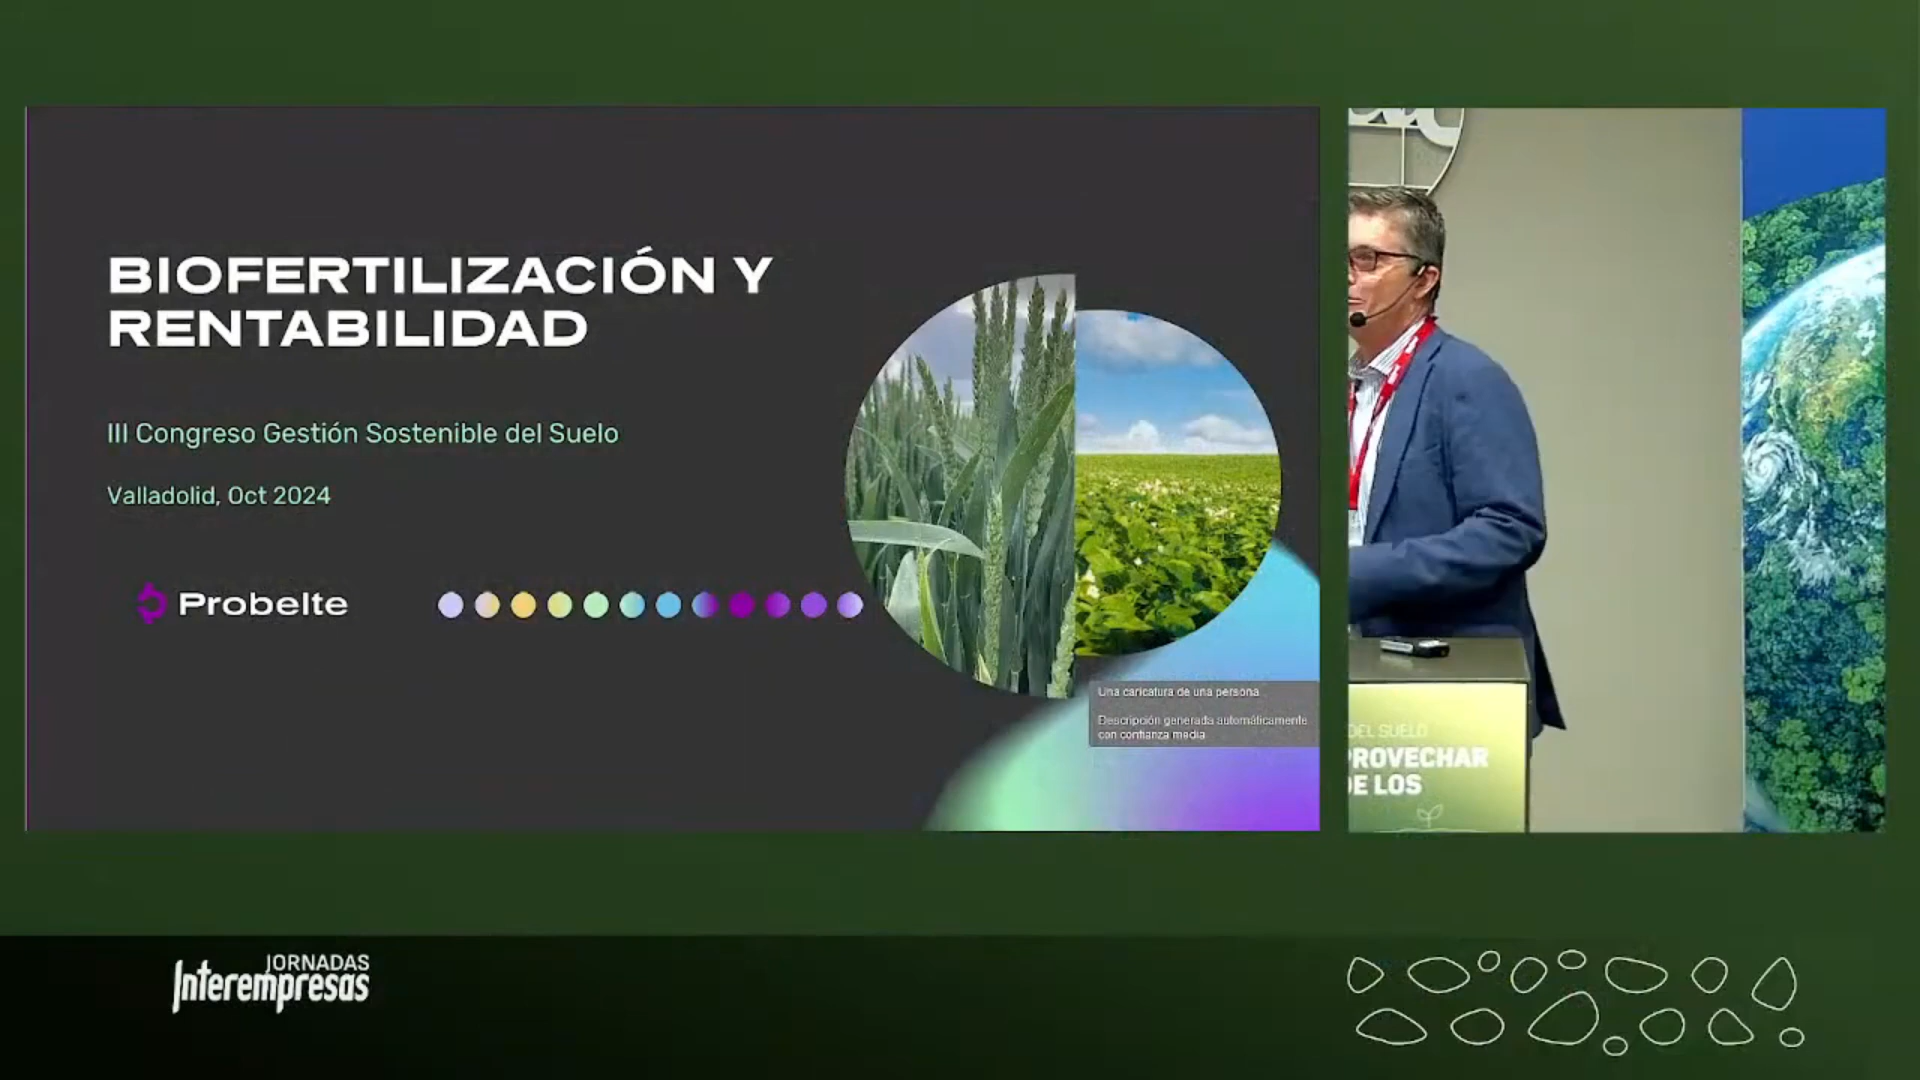 BIOFERTILIZACIÓN Y
RENTABILIDAD
III Congreso Gestión Sostenible del Suelo
Valladolid, Oct 2024
Probelte
Una caricatura de una persona
Descripción generada automáticamente
con confianza media
DEL SUELO
PROVECHAR
DE LOS
JORNADAS
Interempresas